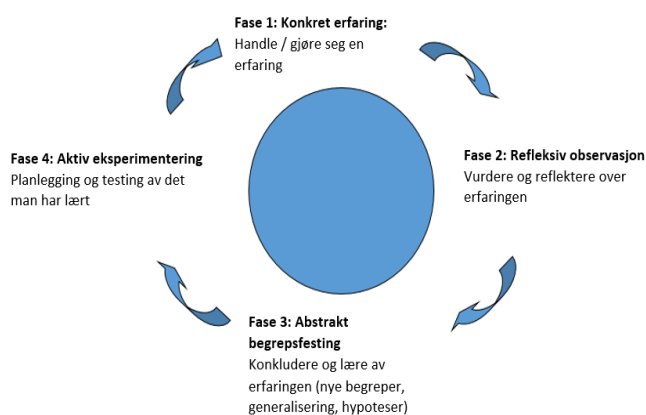 Fase 1: Konkret erfaring:
Handle / gjøre seg en
erfaring
Fase 2: Refleksiv observasjon
Vurdere og reflektere over
erfaringen
Fase 3: Abstrakt
begrepsfesting
Konkludere og lære av
erfaringen (nye begreper,
generalisering, hypoteser)
Fase 4: Aktiv eksperimentering
Planlegging og testing av det
man har lært